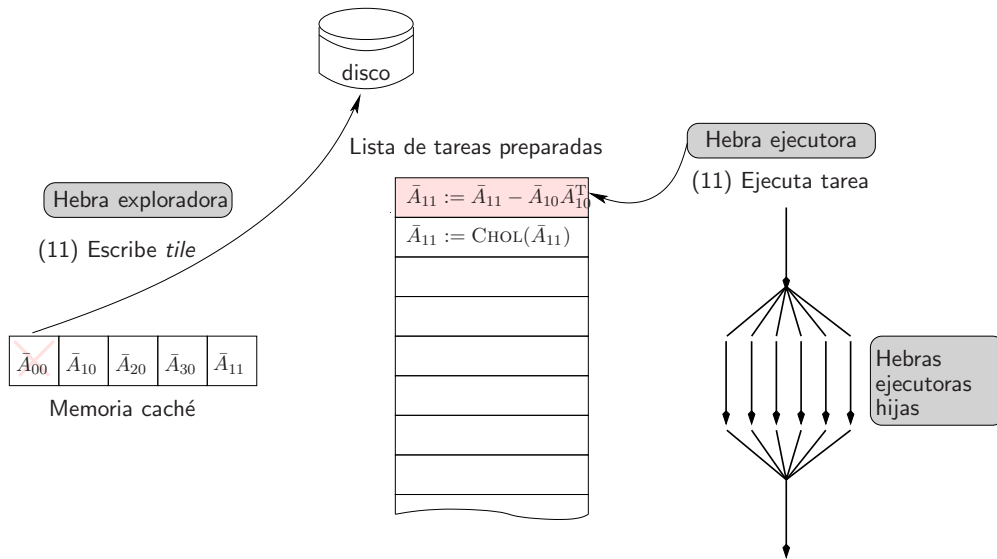 disco
Lista de tareas preparadas
Hebra exploradora
(11) Escribe tile
Ā₀₀ Ā₁₀ Ā₂₀ Ā₃₀ Ā₁₁
Memoria caché
Ā₁₁ := Ā₁₁ − Ā₁₀Ā₁₀ᵀ
Ā₁₁ := CHOL(Ā₁₁)
Hebra ejecutora
(11) Ejecuta tarea
Hebras
ejecutoras
hijas